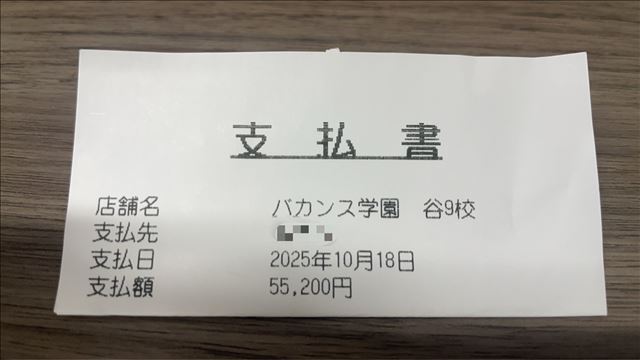 支払書
店舗名 バカンス学園 谷9校
支払先
支払日 2025年10月18日
支払額 55,200円